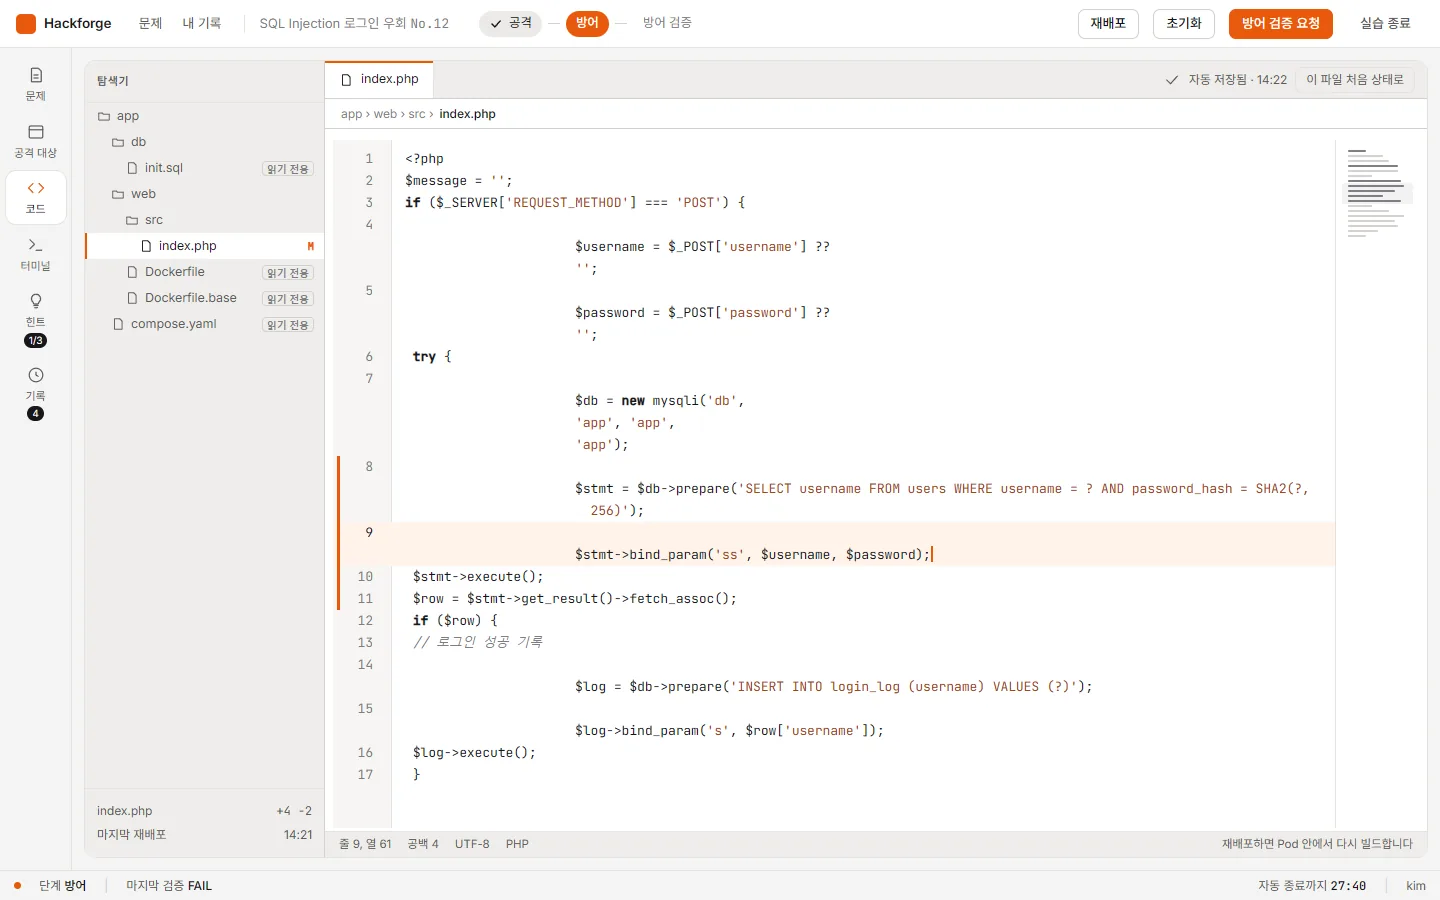 Hackforge
문제
내 기록
SQL Injection 로그인 우회 No.12
공격
방어
방어 검증
재배포
초기화
방어 검증 요청
실습 종료
문제
공격 대상
코드
터미널
힌트
1/3
기록
4
탐색기
app
db
init.sql 읽기 전용
web
src
index.php M
Dockerfile 읽기 전용
Dockerfile.base 읽기 전용
compose.yaml 읽기 전용
index.php +4 -2
마지막 재배포 14:21
index.php
자동 저장됨 · 14:22
이 파일 처음 상태로
app › web › src › index.php
1 <?php
2 $message = '';
3 if ($_SERVER['REQUEST_METHOD'] === 'POST') {
4
$username = $_POST['username'] ??
'';
5
$password = $_POST['password'] ??
'';
6 try {
7
$db = new mysqli('db',
'app', 'app',
'app');
8
$stmt = $db->prepare('SELECT username FROM users WHERE username = ? AND password_hash = SHA2(?,
256)');
9
$stmt->bind_param('ss', $username, $password);
10 $stmt->execute();
11 $row = $stmt->get_result()->fetch_assoc();
12 if ($row) {
13 // 로그인 성공 기록
14
$log = $db->prepare('INSERT INTO login_log (username) VALUES (?)');
15
$log->bind_param('s', $row['username']);
16 $log->execute();
17 }
줄 9, 열 61
공백 4
UTF-8
PHP
재배포하면 Pod 안에서 다시 빌드합니다
단계 방어
마지막 검증 FAIL
자동 종료까지 27:40
kim